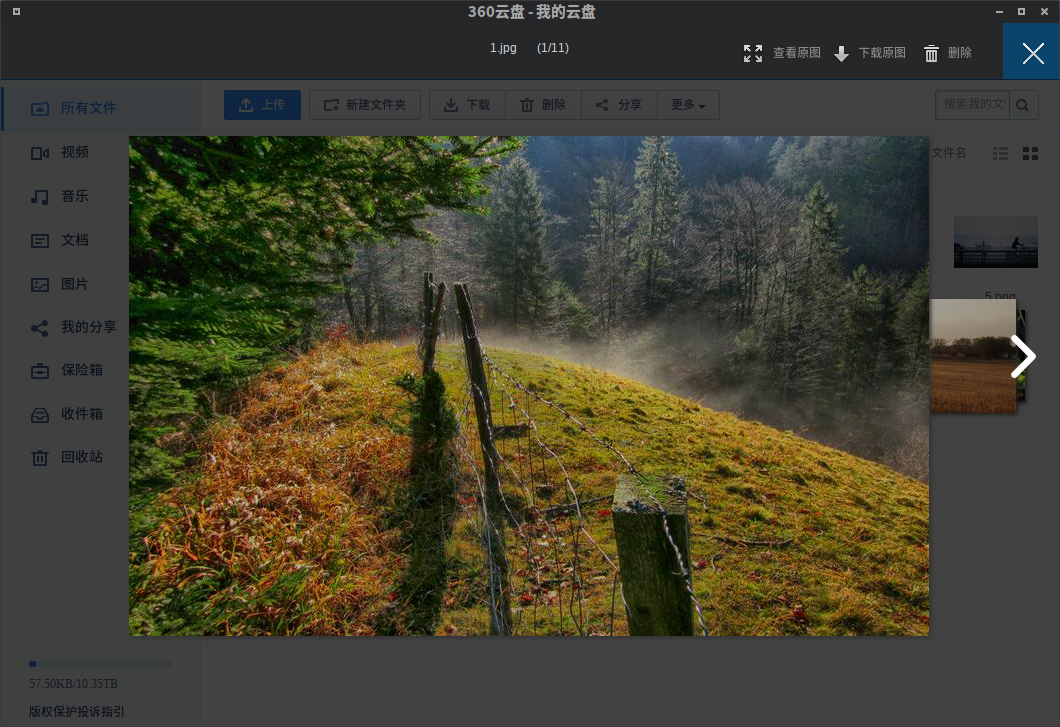 360云盘 - 我的云盘
1.jpg (1/11)
查看原图 下载原图 删除
所有文件 上传 新建文件夹 下载 删除 分享 更多 搜索我的文
视频 文件名
音乐
文档
图片
5.png
我的分享
保险箱
收件箱
回收站
57.50KB/10.35TB
版权保护投诉指引